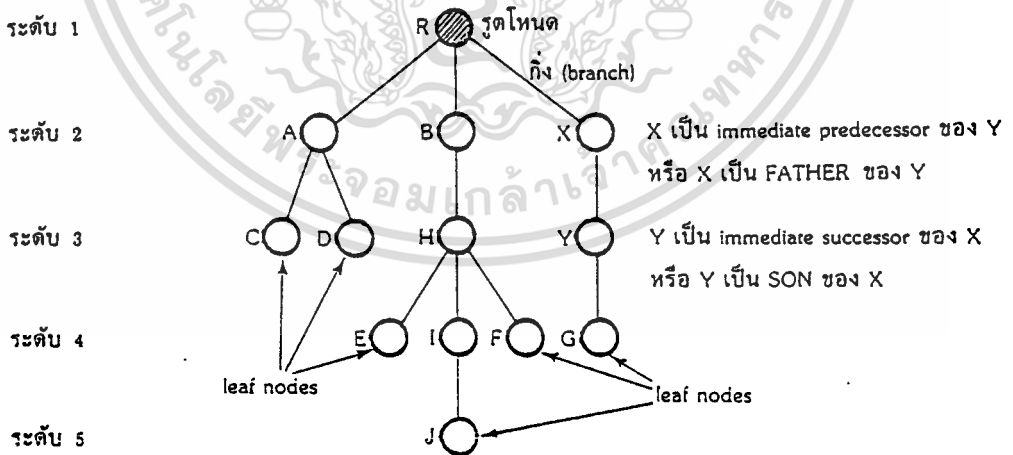 ระดับ 1
R
รูตโหนด
กิ่ง (branch)
ระดับ 2
A
B
X
X เป็น immediate predecessor ของ Y
หรือ X เป็น FATHER ของ Y
ระดับ 3
C
D
H
Y
Y เป็น immediate successor ของ X
หรือ Y เป็น SON ของ X
ระดับ 4
E
I
F
G
leaf nodes
leaf nodes
ระดับ 5
J